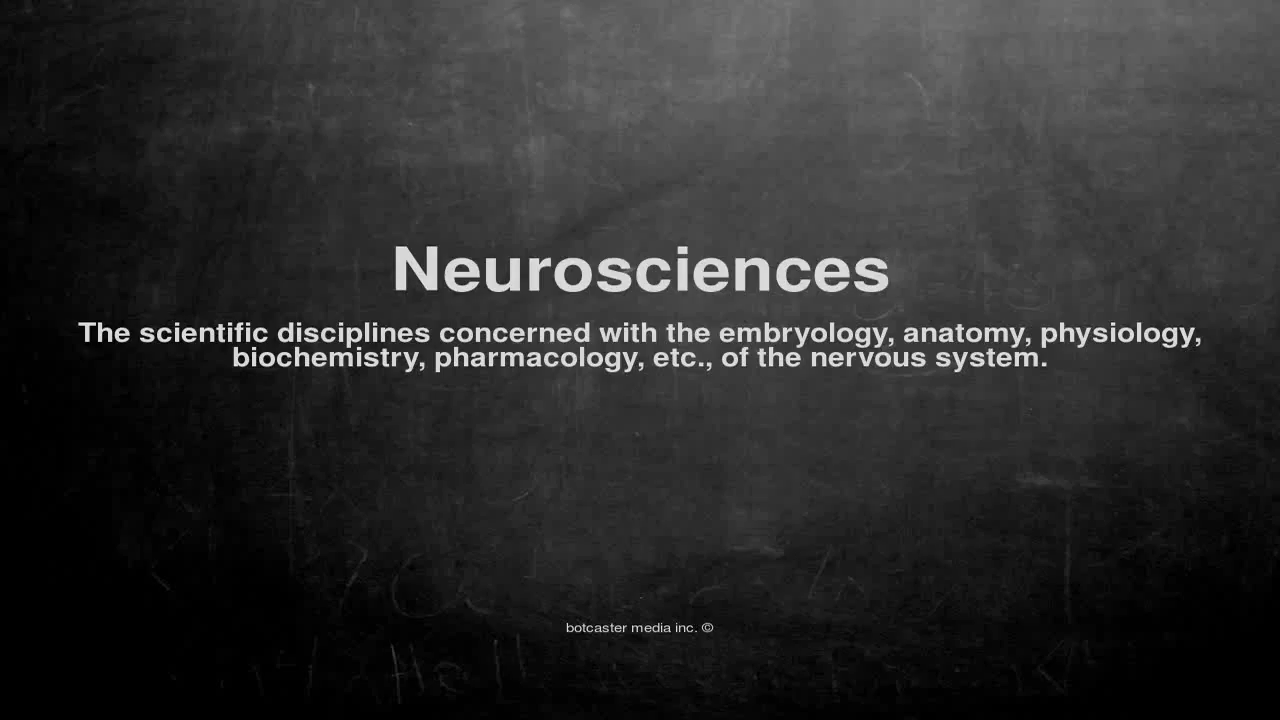 Neurosciences
The scientific disciplines concerned with the embryology, anatomy, physiology,
biochemistry, pharmacology, etc., of the nervous system.
botcaster media inc. ©